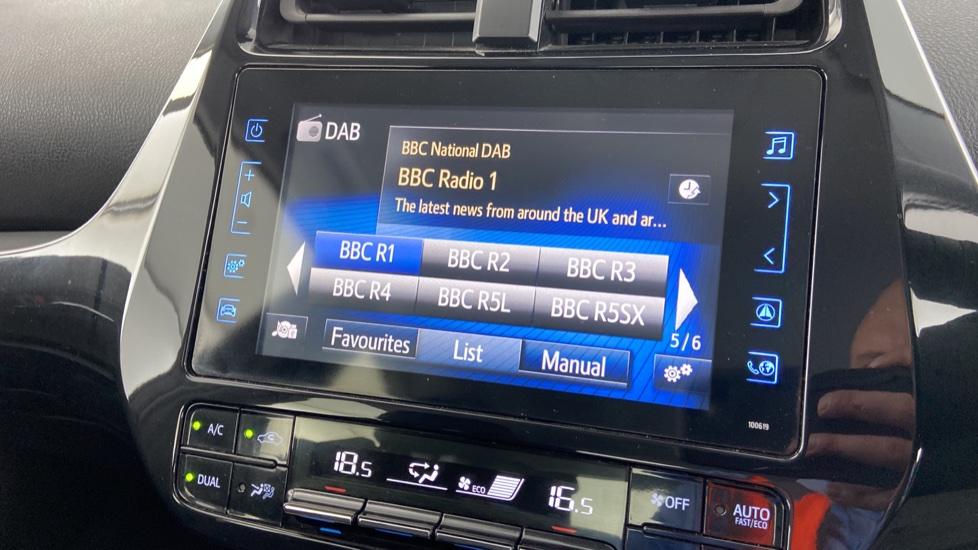 DAB
BBC National DAB
BBC Radio 1
The latest news from around the UK and ar...
BBC R1 BBC R2 BBC R3
BBC R4 BBC R5L BBC R5SX
5/6
Favourites List Manual
100619
A/C
18.5 ECO 16.5
DUAL
OFF
AUTO
FAST/ECO